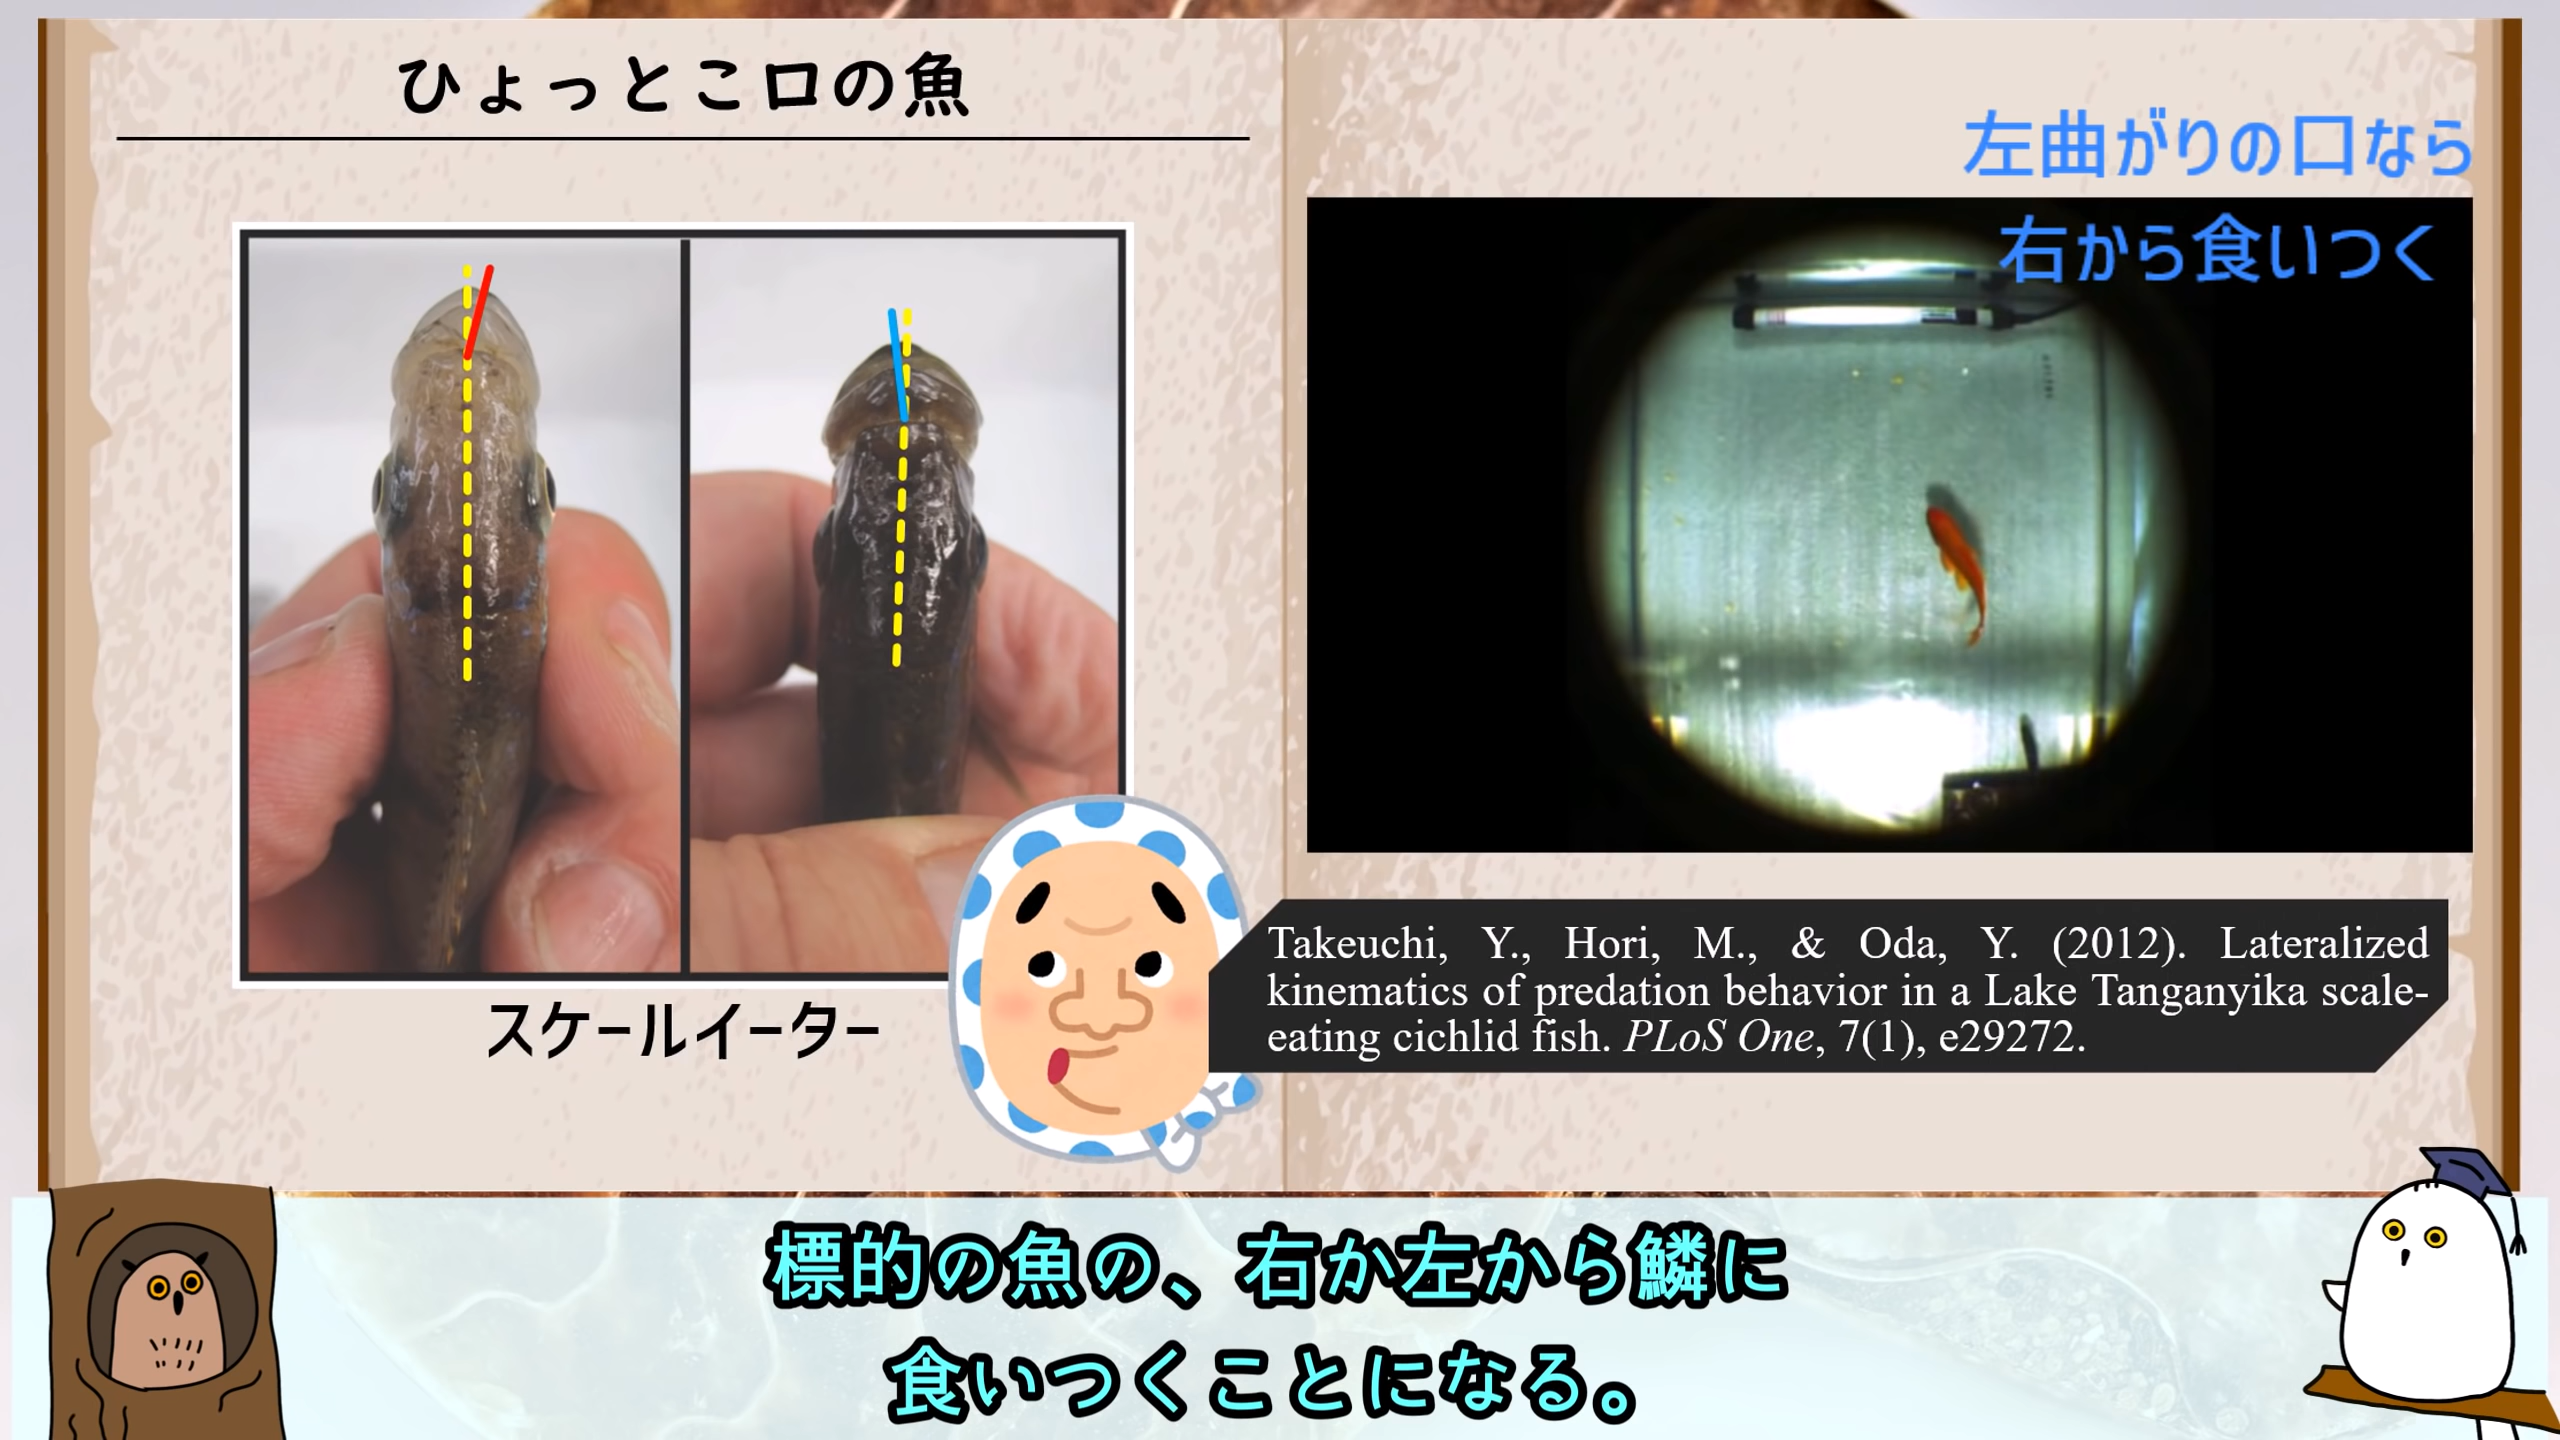 ひょっとこ口の魚
スケールイーター
左曲がりの口なら
右から食いつく
Takeuchi, Y., Hori, M., & Oda, Y. (2012). Lateralized
kinematics of predation behavior in a Lake Tanganyika scale-
eating cichlid fish. PLoS One, 7(1), e29272.
標的の魚の、右か左から鱗に
食いつくことになる。